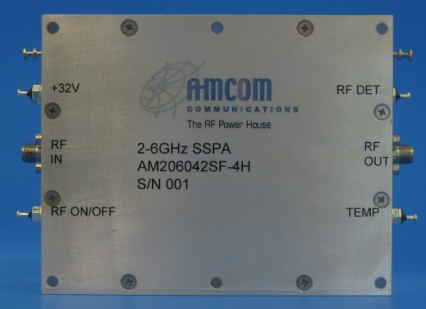 AMCOM
COMMUNICATIONS
The RF Power House
+32V
RF DET
RF
IN
RF
OUT
2-6GHz SSPA
AM206042SF-4H
S/N 001
RF ON/OFF
TEMP